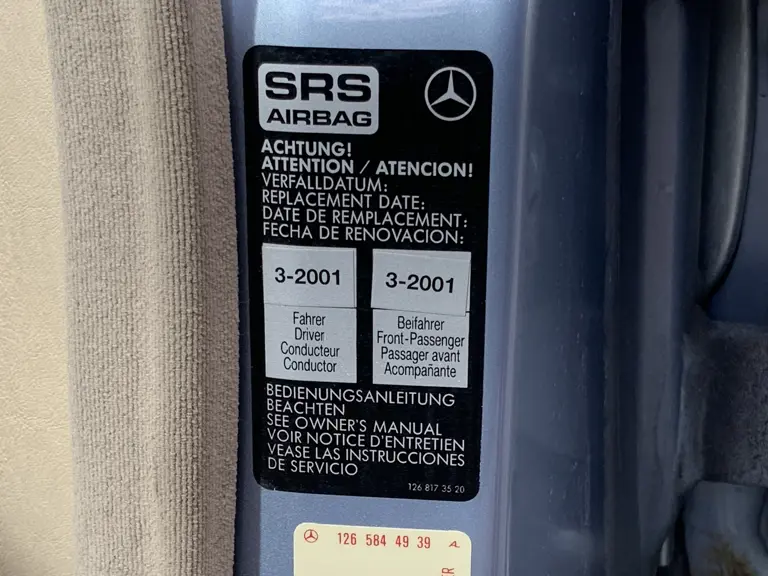 SRS
AIRBAG
ACHTUNG!
ATTENTION / ATENCION!
VERFALLDATUM:
REPLACEMENT DATE:
DATE DE REMPLACEMENT:
FECHA DE RENOVACION:
3-2001
Fahrer
Driver
Conducteur
Conductor
3-2001
Beifahrer
Front-Passenger
Passager avant
Acompañante
BEDIENUNGSANLEITUNG
BEACHTEN
SEE OWNER'S MANUAL
VOIR NOTICE D'ENTRETIEN
VEASE LAS INSTRUCCIONES
DE SERVICIO
126 817 35 20
126 584 49 39 A